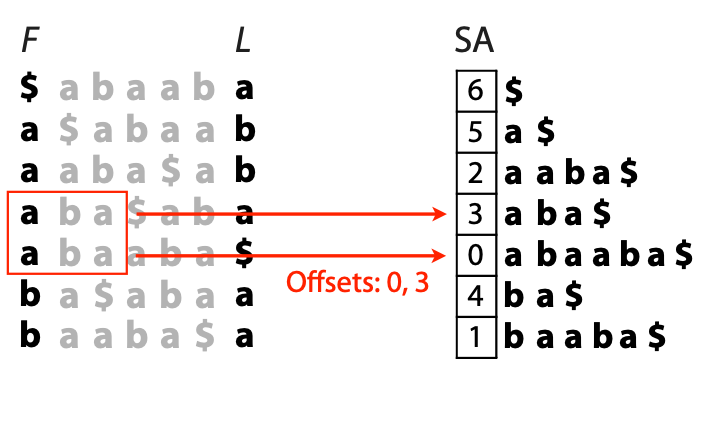 F L SA
$ a b a a b a 6 $
a $ a b a a b 5 a $
a a b a $ a b 2 a a b a $
a b a $ a b a 3 a b a $
a b a a b a $ 0 a b a a b a $
Offsets: 0, 3
b a $ a b a a 4 b a $
b a a b a $ a 1 b a a b a $